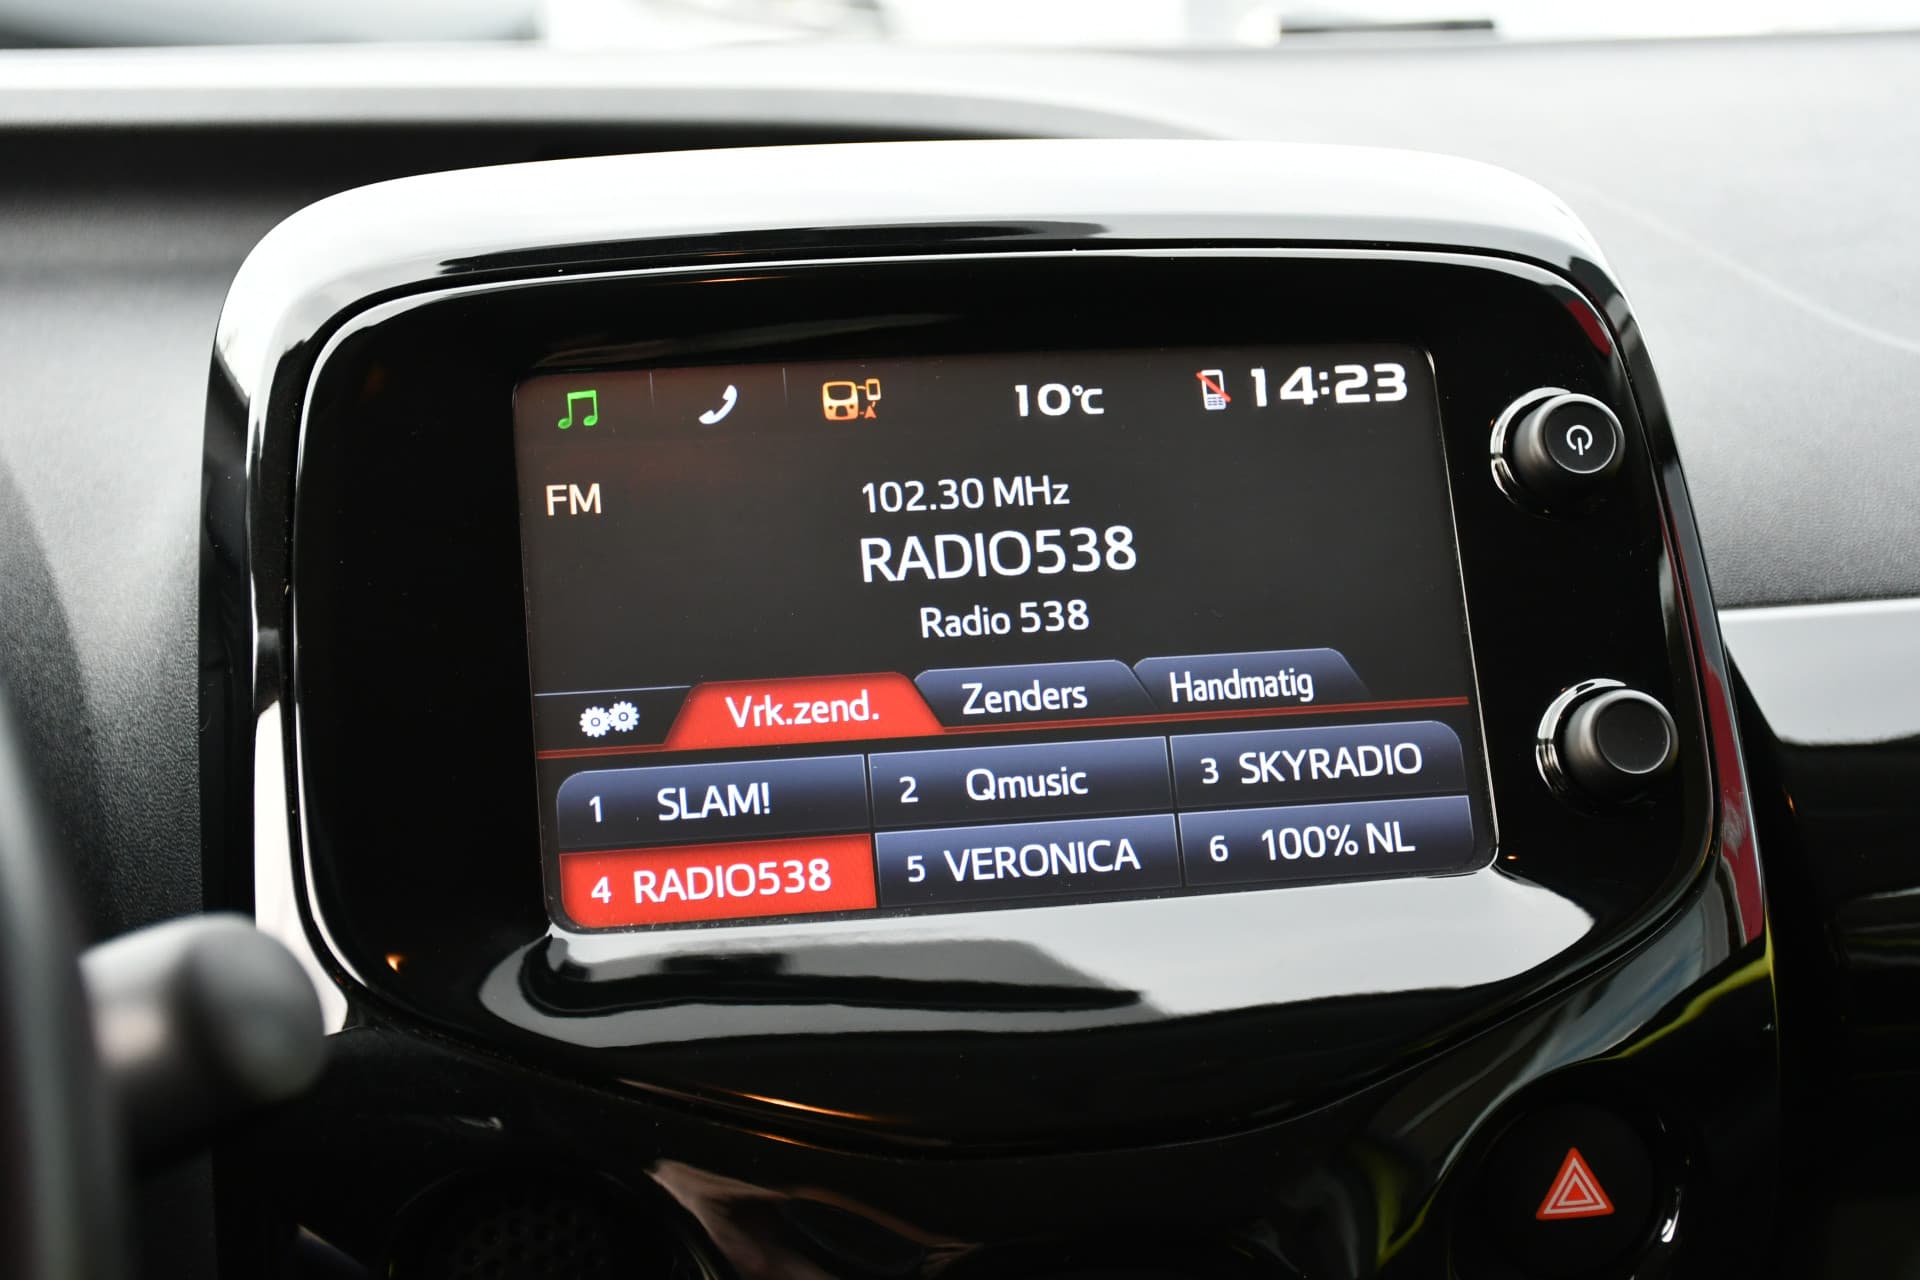 10°C 14:23
FM
102.30 MHz
RADIO538
Radio 538
Vrk.zend. Zenders Handmatig
1 SLAM! 2 Qmusic 3 SKYRADIO
4 RADIO538 5 VERONICA 6 100% NL